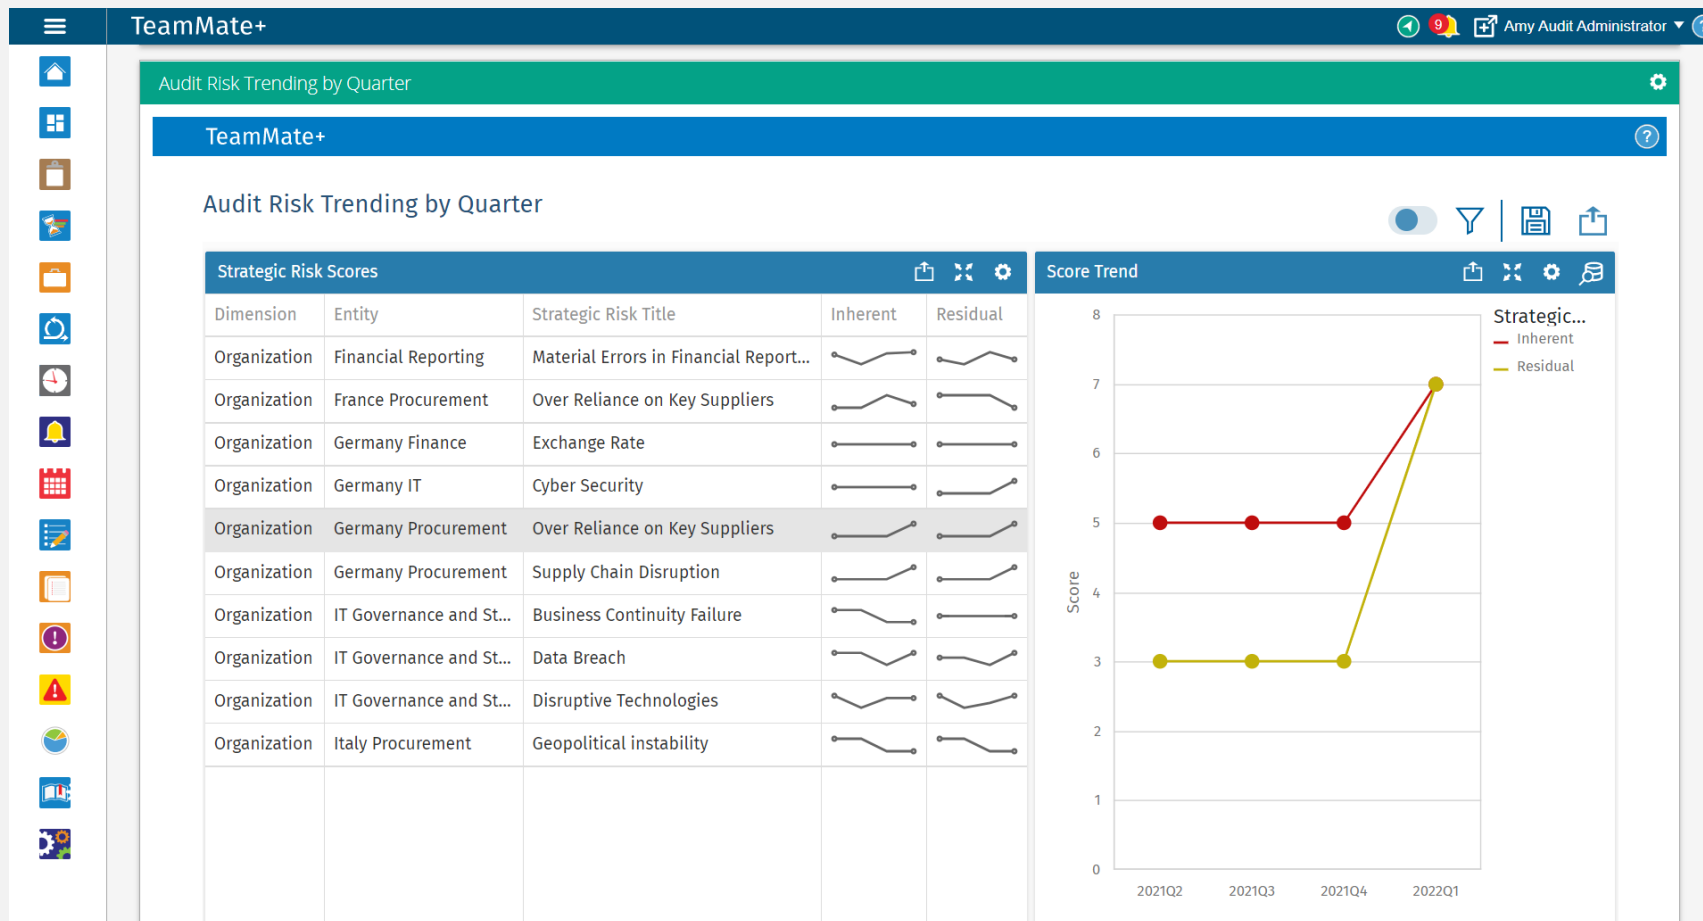 TeamMate+
9
Amy Audit Administrator
Audit Risk Trending by Quarter
TeamMate+
?
Audit Risk Trending by Quarter
Strategic Risk Scores
Dimension Entity Strategic Risk Title Inherent Residual
Organization Financial Reporting Material Errors in Financial Report...
Organization France Procurement Over Reliance on Key Suppliers
Organization Germany Finance Exchange Rate
Organization Germany IT Cyber Security
Organization Germany Procurement Over Reliance on Key Suppliers
Organization Germany Procurement Supply Chain Disruption
Organization IT Governance and St... Business Continuity Failure
Organization IT Governance and St... Data Breach
Organization IT Governance and St... Disruptive Technologies
Organization Italy Procurement Geopolitical instability
Score Trend
8
7
6
5
4
3
2
1
0
Score
2021Q2 2021Q3 2021Q4 2022Q1
Strategic...
Inherent
Residual